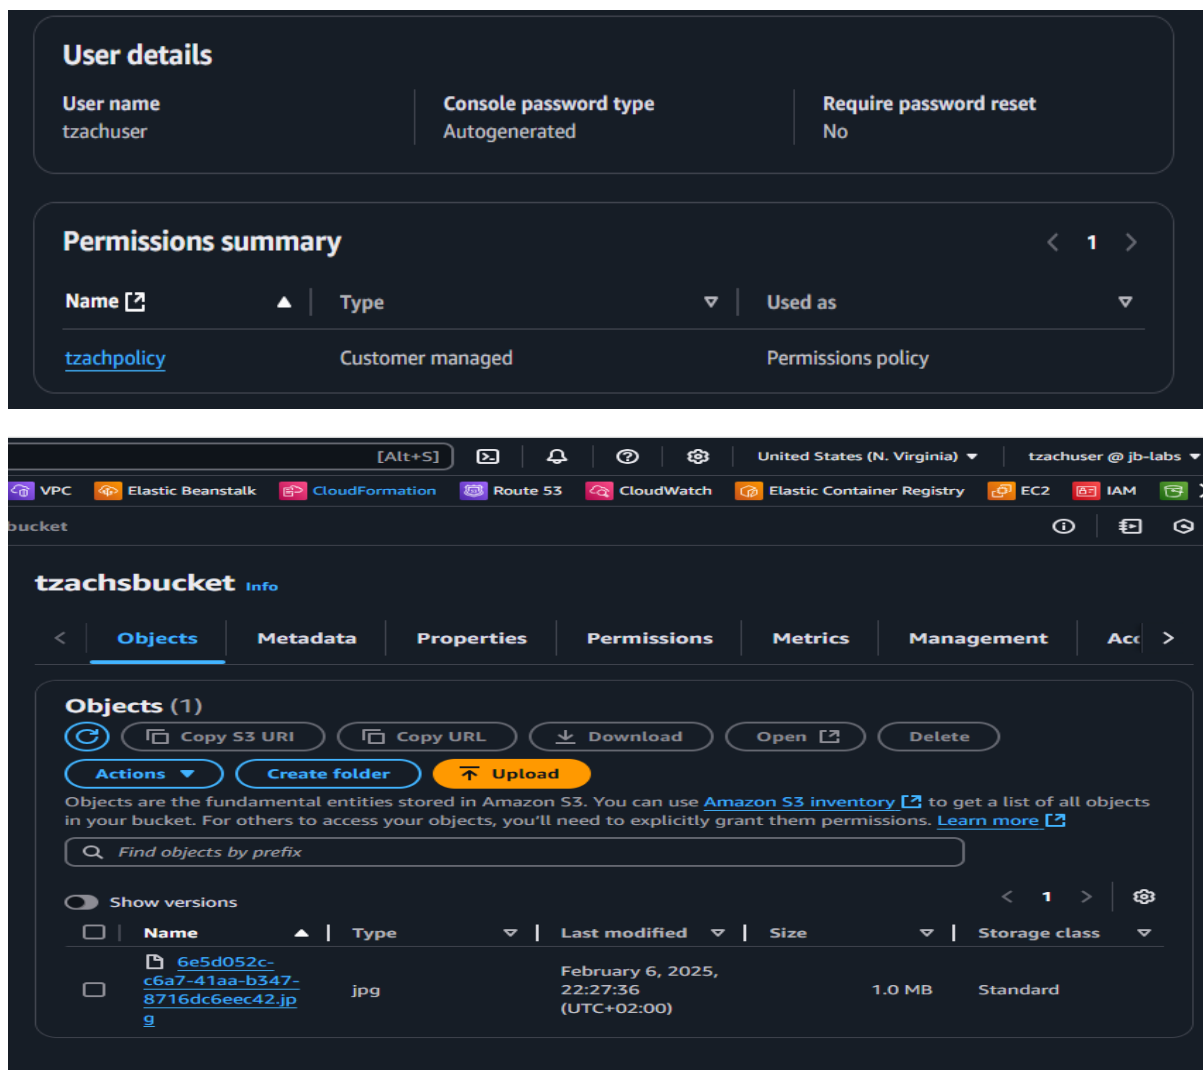 User details
User name Console password type Require password reset
tzachuser Autogenerated No
Permissions summary
1
Name Type Used as
tzachpolicy Customer managed Permissions policy
[Alt+S] United States (N. Virginia) tzachuser @ jb-labs
VPC Elastic Beanstalk CloudFormation Route 53 CloudWatch Elastic Container Registry EC2 IAM
bucket
tzachsbucket Info
Objects Metadata Properties Permissions Metrics Management Acc
Objects (1)
Copy S3 URI Copy URL Download Open Delete
Actions Create folder Upload
Objects are the fundamental entities stored in Amazon S3. You can use Amazon S3 inventory to get a list of all objects
in your bucket. For others to access your objects, you'll need to explicitly grant them permissions. Learn more
Find objects by prefix
1
Show versions
Name Type Last modified Size Storage class
6e5d052c-
c6a7-41aa-b347-
8716dc6eec42.jp
g
jpg
February 6, 2025,
22:27:36
(UTC+02:00)
1.0 MB
Standard